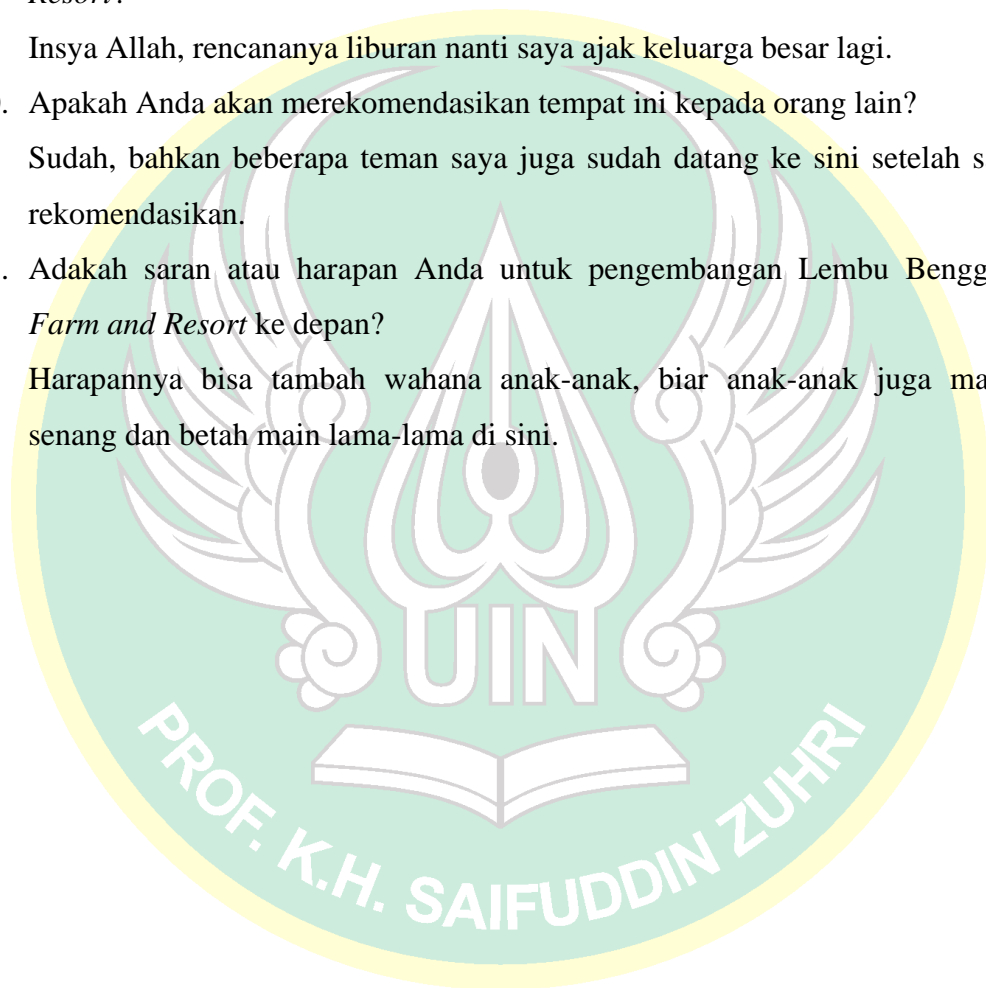 Resort?
Insya Allah, rencananya liburan nanti saya ajak keluarga besar lagi.
. Apakah Anda akan merekomendasikan tempat ini kepada orang lain?
Sudah, bahkan beberapa teman saya juga sudah datang ke sini setelah s
rekomendasikan.
. Adakah saran atau harapan Anda untuk pengembangan Lembu Bengg
Farm and Resort ke depan?
Harapannya bisa tambah wahana anak-anak, biar anak-anak juga ma
senang dan betah main lama-lama di sini.
UIN
PROF. K.H. SAIFUDDIN ZUHRI